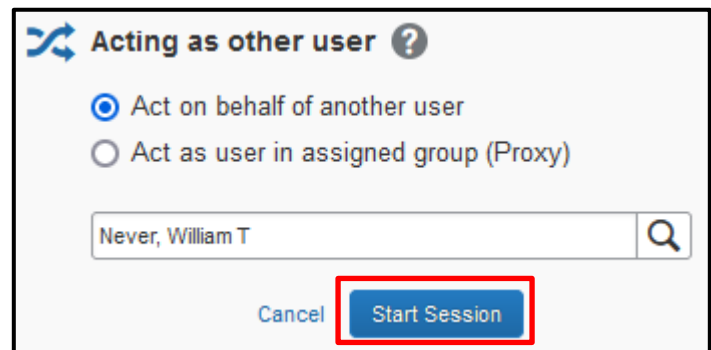 Acting as other user ?
Act on behalf of another user
Act as user in assigned group (Proxy)
Never, William T
Cancel Start Session